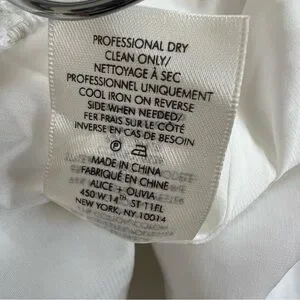 PROFESSIONAL DRY
CLEAN ONLY/
NETTOYAGE À SEC
PROFESSIONNEL UNIQUEMENT
COOL IRON ON REVERSE
SIDE WHEN NEEDED/
FER FRAIS SUR LE CÔTÉ
INVERSE EN CAS DE BESOIN
P
MADE IN CHINA
FABRIQUÉ EN CHINE
ALICE + OLIVIA
450 W 14TH ST 11FL
NEW YORK, NY 10014